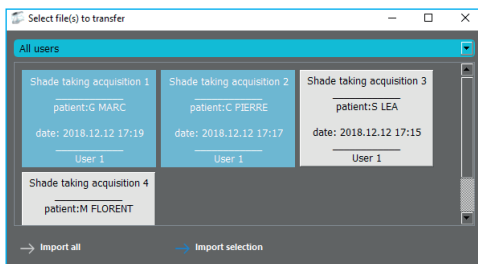 Select file(s) to transfer
All users
Shade taking acquisition 1
patient:G MARC
date: 2018.12.12 17:19
User 1
Shade taking acquisition 2
patient:C PIERRE
date: 2018.12.12 17:17
User 1
Shade taking acquisition 3
patient:S LEA
date: 2018.12.12 17:15
User 1
Shade taking acquisition 4
patient:M FLORENT
Import all
Import selection